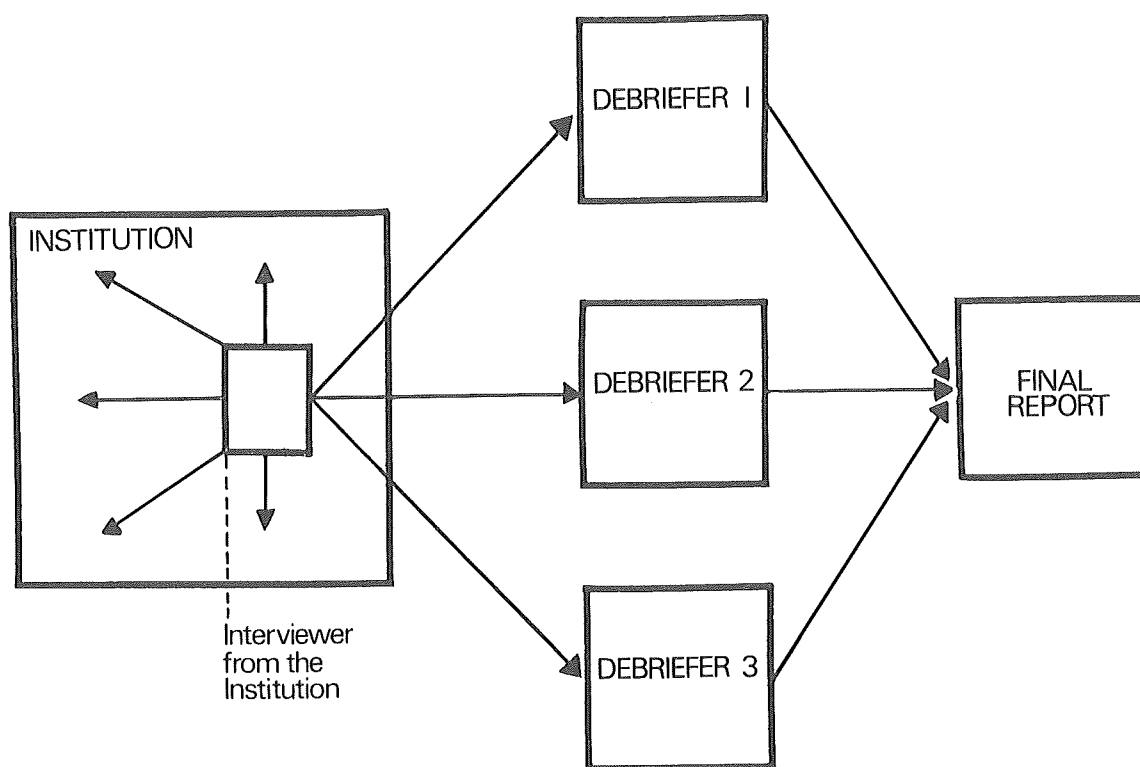 DEBRIEFER 1
INSTITUTION
DEBRIEFER 2
FINAL
REPORT
DEBRIEFER 3
Interviewer
from the
Institution